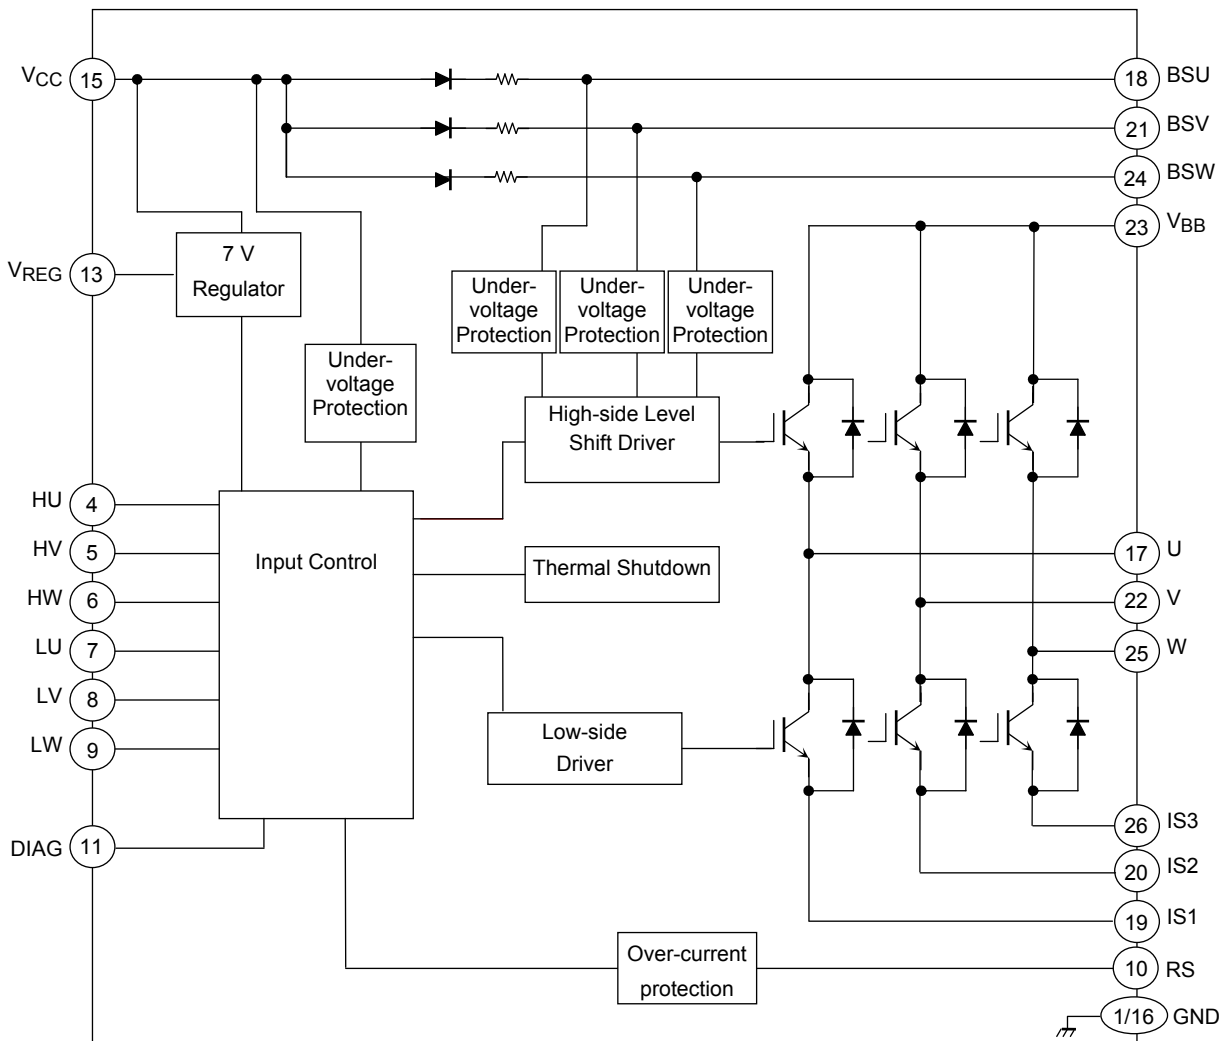 VCC 15
18 BSU
21 BSV
24 BSW
23 VBB
VREG 13
7 V
Regulator
Under-
voltage
Protection
Under-
voltage
Protection
Under-
voltage
Protection
Under-
voltage
Protection
High-side Level
Shift Driver
HU 4
HV 5
HW 6
LU 7
LV 8
LW 9
DIAG 11
Input Control
Thermal Shutdown
Low-side
Driver
17 U
22 V
25 W
26 IS3
20 IS2
19 IS1
Over-current
protection
10 RS
1/16 GND